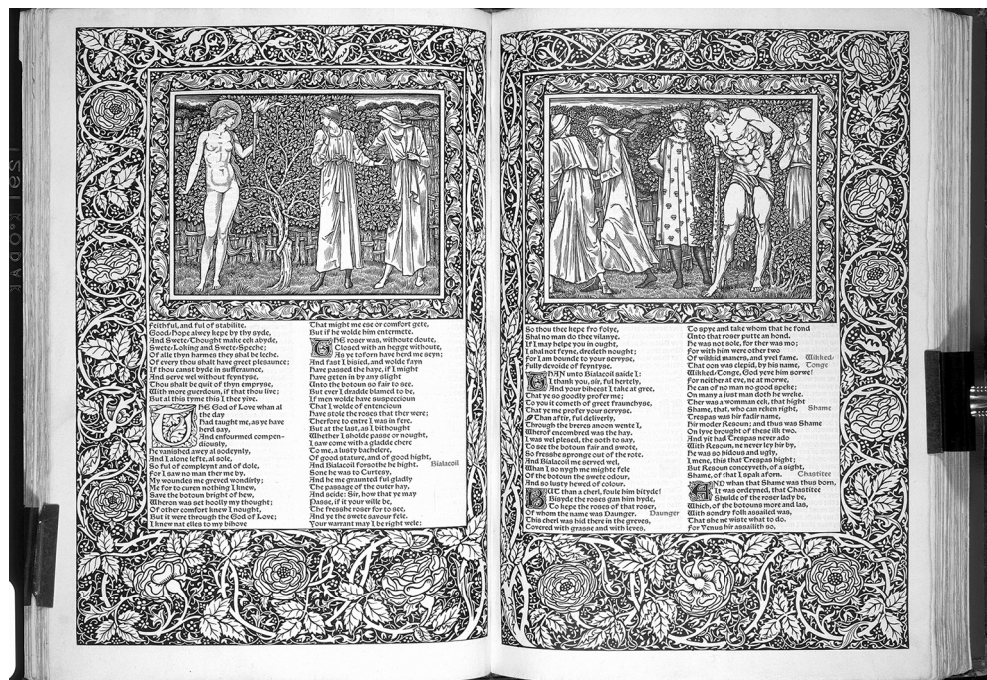 feithful, and ful of stabilite.
Good-Hope alwey kepe by thy syde,
And Swete-Thought make eek abyde,
Swete-Loking and Swete-Speche;
Of alle thyn harmes they shal be leche.
Of every thou shalt have greet pleasaunce;
If thou canst byde in suffraunce,
And serve wel without feyntyse,
Thou shalt be quit of thyn empryse,
With more guerdoun, if that thou live;
But al this tyme this I thee yive.
THE God of Love whan al
the day
Had taught me, as ye have
herd say,
And enfourmed compen-
diously,
He vanished awey al sodeynly,
And I alone lefte, al sole,
So ful of compleynt and of dole,
For I saw no man ther me by.
My woundes me greved wondirly;
Me for to curen nothing I knew,
Save the botoun bright of hew,
Wheron was set hoolly my thought;
Of other comfort knew I nought,
But it were through the God of Love;
I knew nat elles to my bihove
That might me ese or comfort gete,
But if he wolde him entermete.
THE roser was, withoute doute,
Closed with an hegge withoute,
As ye toforn have herd me seyn;
And fast I bisied, and wolde fayn
Have passed the haye, if I might
Have geten in by any slight
Unto the botoun so fair to see.
But ever I dradde blamed to be,
If men wolde have suspeccioun
That I wolde of entencioun
Have stole the roses that ther were;
Therfore to entre I was in fere.
But at the last, as I bithought
Whether I sholde passe or nought,
I saw come with a gladde chere
To me, a lusty bachelere,
Of good stature, and of good hight,
And Bialacoil forsothe he hight.
Bialacoil
Sone he was to Curtesy,
And he me graunted ful gladly
The passage of the outer hay,
And seide: Sir, how that ye may
Passe, if it your wille be,
The fresshe roser for to see,
And ye the swete savour fele.
Your warrant may I be right wele;
So thou thee kepe fro folye,
Shal no man do thee vilanye.
If I may helpe you in ought,
I shal not feyne, dredeth nought;
For I am bounde to your servyse,
Fully devoide of feyntyse.
THAN unto Bialacoil saide I:
I thank you, sir, ful hertely,
And your biheest I take at gree,
That ye so goodly profer me;
To you it cometh of greet fraunchyse,
That ye me profer your servyse.
Than aftir, ful deliverly,
Through the breres anoon wente I,
Wherof encombred was the hay.
I was wel plesed, the soth to say,
To see the botoun fair and swote,
So fresshe spronge out of the rote.
And Bialacoil me served wel,
Whan I so nygh me mighte fele
Of the botoun the swete odour,
And so lusty hewed of colour.
BUT than a cherl, foule him bityde!
Bisyde the roses gan him hyde,
To kepe the roses of that roser,
Of whom the name was Daunger.
Daunger
This cherl was hid there in the greves,
Covered with grasse and with leves,
To spye and take whom that he fond
Unto that roser putte an hond.
He was not sole, for ther was mo;
For with him were other two
Of wikkid maners, and yvel fame.
Wikked-
That oon was clepid, by his name,
Tonge
Wikked-Tonge, God yeve him sorwe!
For neither at eve, ne at morwe,
He can of no man no good speke;
On many a just man doth he wreke.
Ther was a womman eek, that hight
Shame, that, who can reken right,
Shame
Trespas was hir fadir name,
Hir moder Resoun; and thus was Shame
On lyve brought of these ilk two.
And yit had Trespas never ado
With Resoun, ne never ley hir by,
He was so hidous and ugly,
I mene, this that Trespas hight;
But Resoun conceyveth, of a sight,
Shame, of that I spak aforn.
Chastitee
AND whan that Shame was thus born,
It was ordeyned, that Chastitee
Shulde of the roser lady be,
Which, of the botouns more and las,
With sondry folk assailed was,
That she ne wiste what to do.
For Venus hir assailith so,